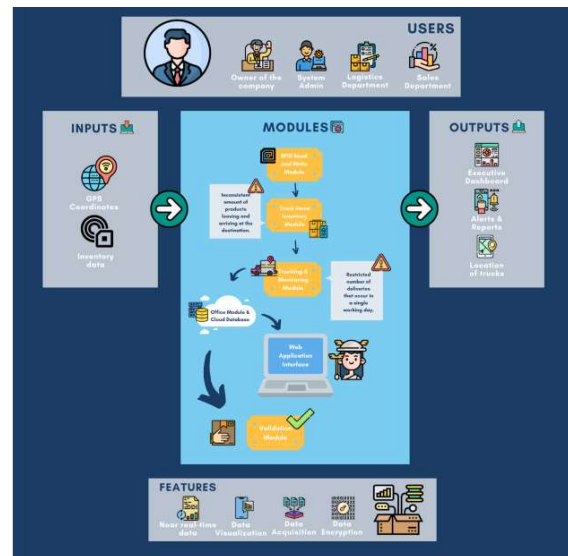 USERS
Owner of the
company
System
Admin
Logistics
Department
Sales
Department
INPUTS
GPS
Coordinates
Inventory
data
MODULES
RFID Read
and Write
Module
Inconsistent
amount of
products
leaving and
arriving at the
destination.
Inventory
Module
Tracking &
Monitoring
Module
Restricted
number of
deliveries
that occur in
a single
working day.
Office Module &
Cloud Database
Web
Application
Interface
Validation
Module
OUTPUTS
Executive
Dashboard
Alerts &
Reports
Location
of trucks
FEATURES
Near real-time
data
Data
Visualization
Data
Acquisition
Data
Encryption